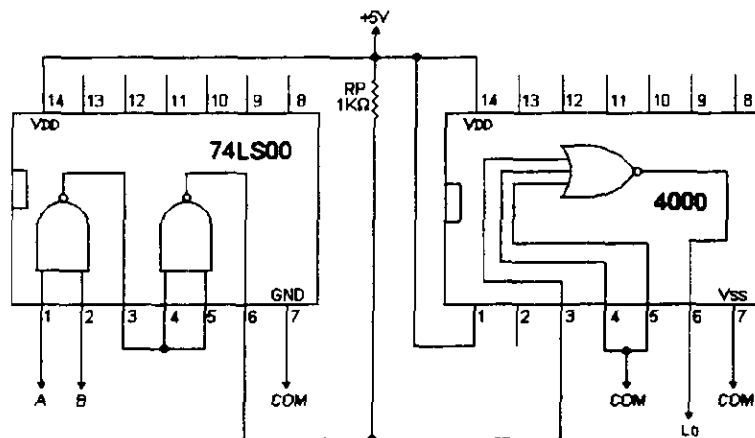 +5V
RP
1KΩ
14 13 12 11 10 9 8
VDD
74LS00
GND
1 2 3 4 5 6 7
A B COM
14 13 12 11 10 9 8
VDD
4000
VSS
1 2 3 4 5 6 7
COM Lo COM